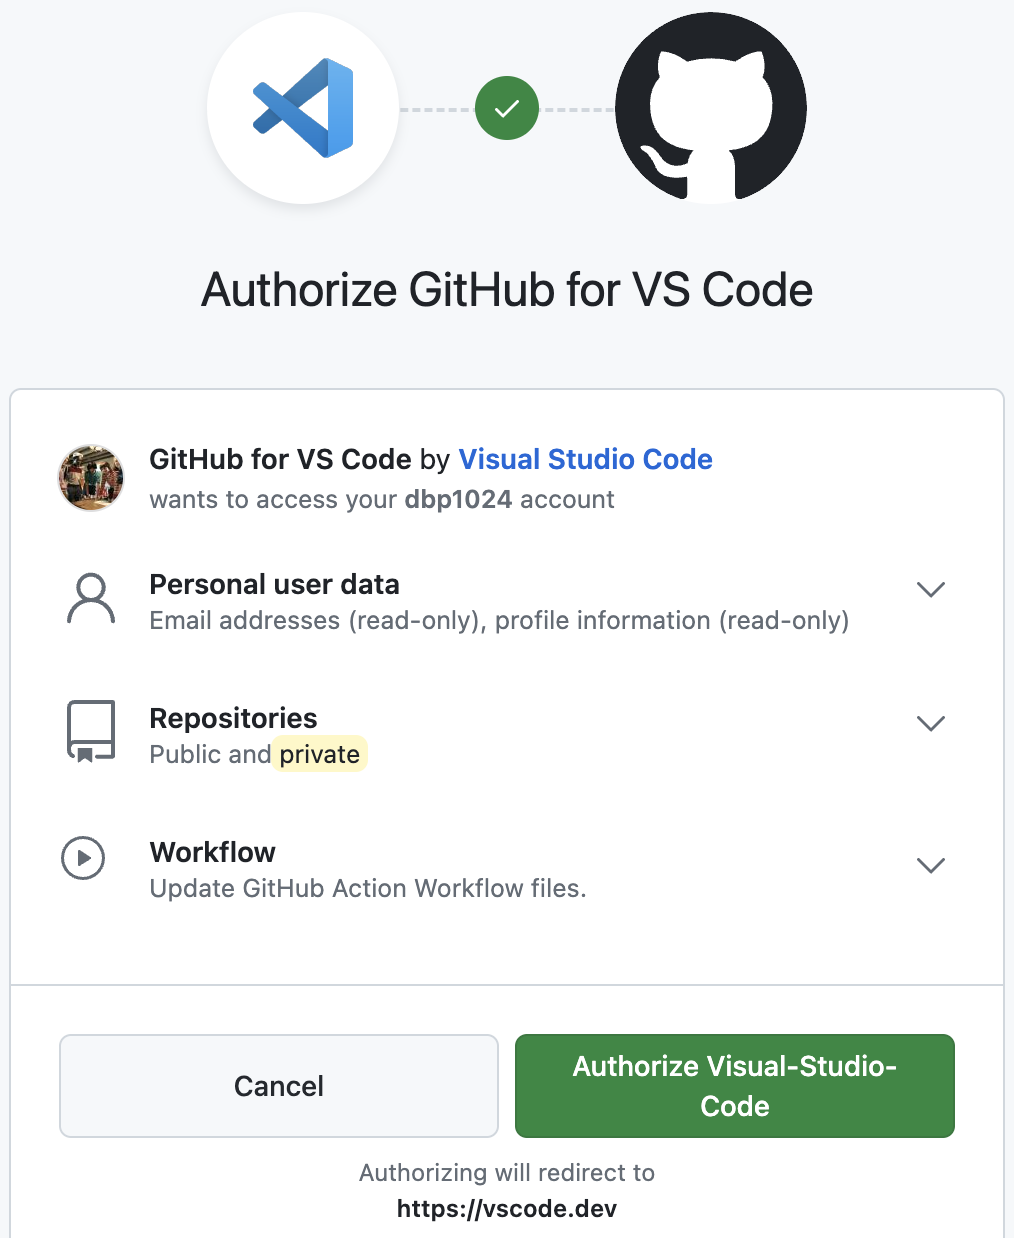 Authorize GitHub for VS Code
GitHub for VS Code by Visual Studio Code
wants to access your dbp1024 account
Personal user data
Email addresses (read-only), profile information (read-only)
Repositories
Public and private
Workflow
Update GitHub Action Workflow files.
Cancel
Authorize Visual-Studio-
Code
Authorizing will redirect to
https://vscode.dev